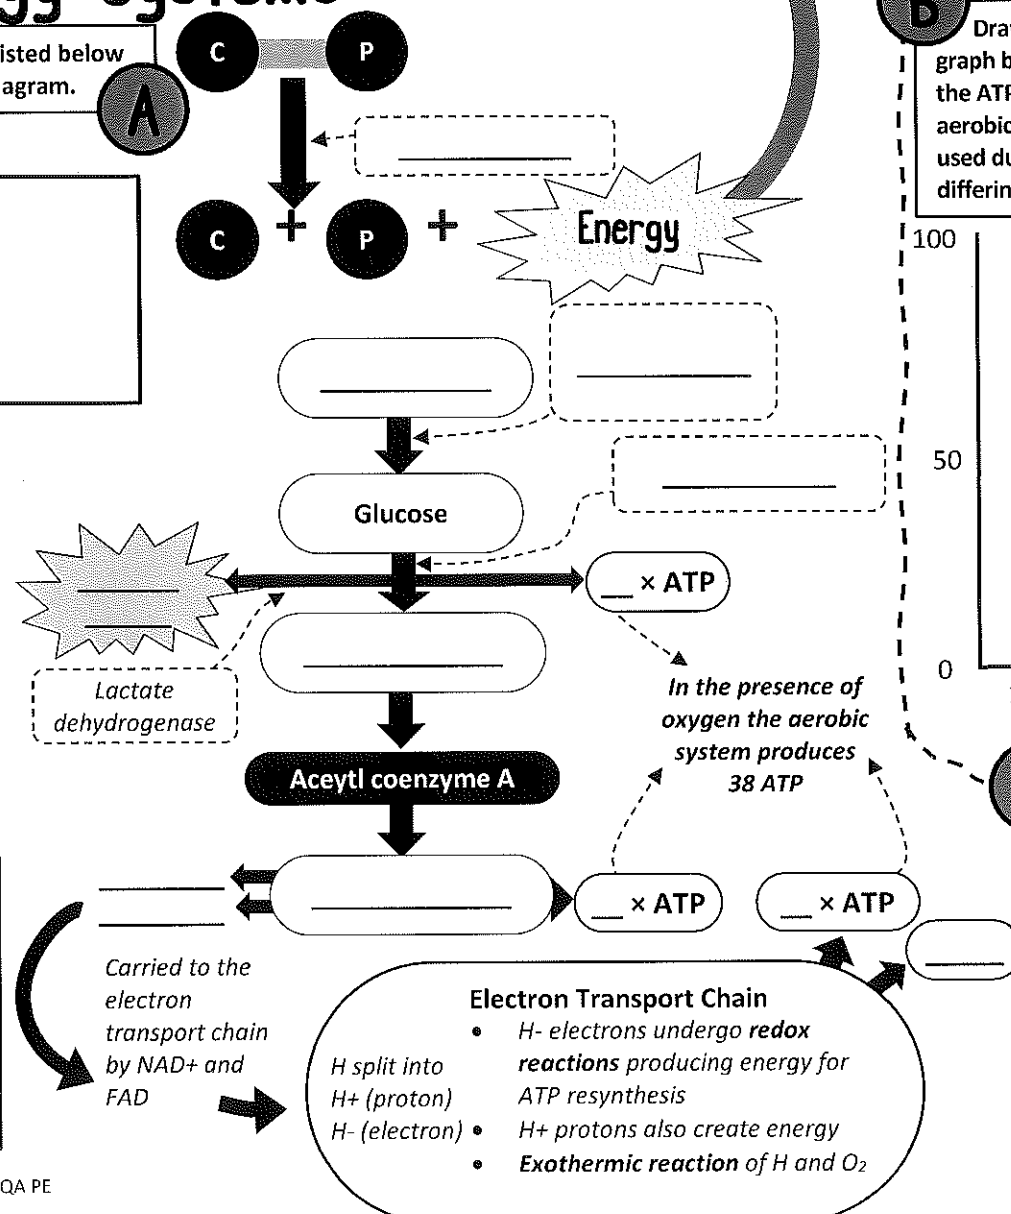 isted below
agram.
A
C P
C + P + Energy
B
Dra
graph b
the ATP
aerobic
used du
differin
100
50
0
Glucose
__ × ATP
Lactate
dehydrogenase
In the presence of
oxygen the aerobic
system produces
38 ATP
Aceytl coenzyme A
__ × ATP
__ × ATP
Carried to the
electron
transport chain
by NAD+ and
FAD
Electron Transport Chain
H split into
H+ (proton)
H- (electron)
• H- electrons undergo redox
reactions producing energy for
ATP resynthesis
• H+ protons also create energy
• Exothermic reaction of H and O₂
QA PE